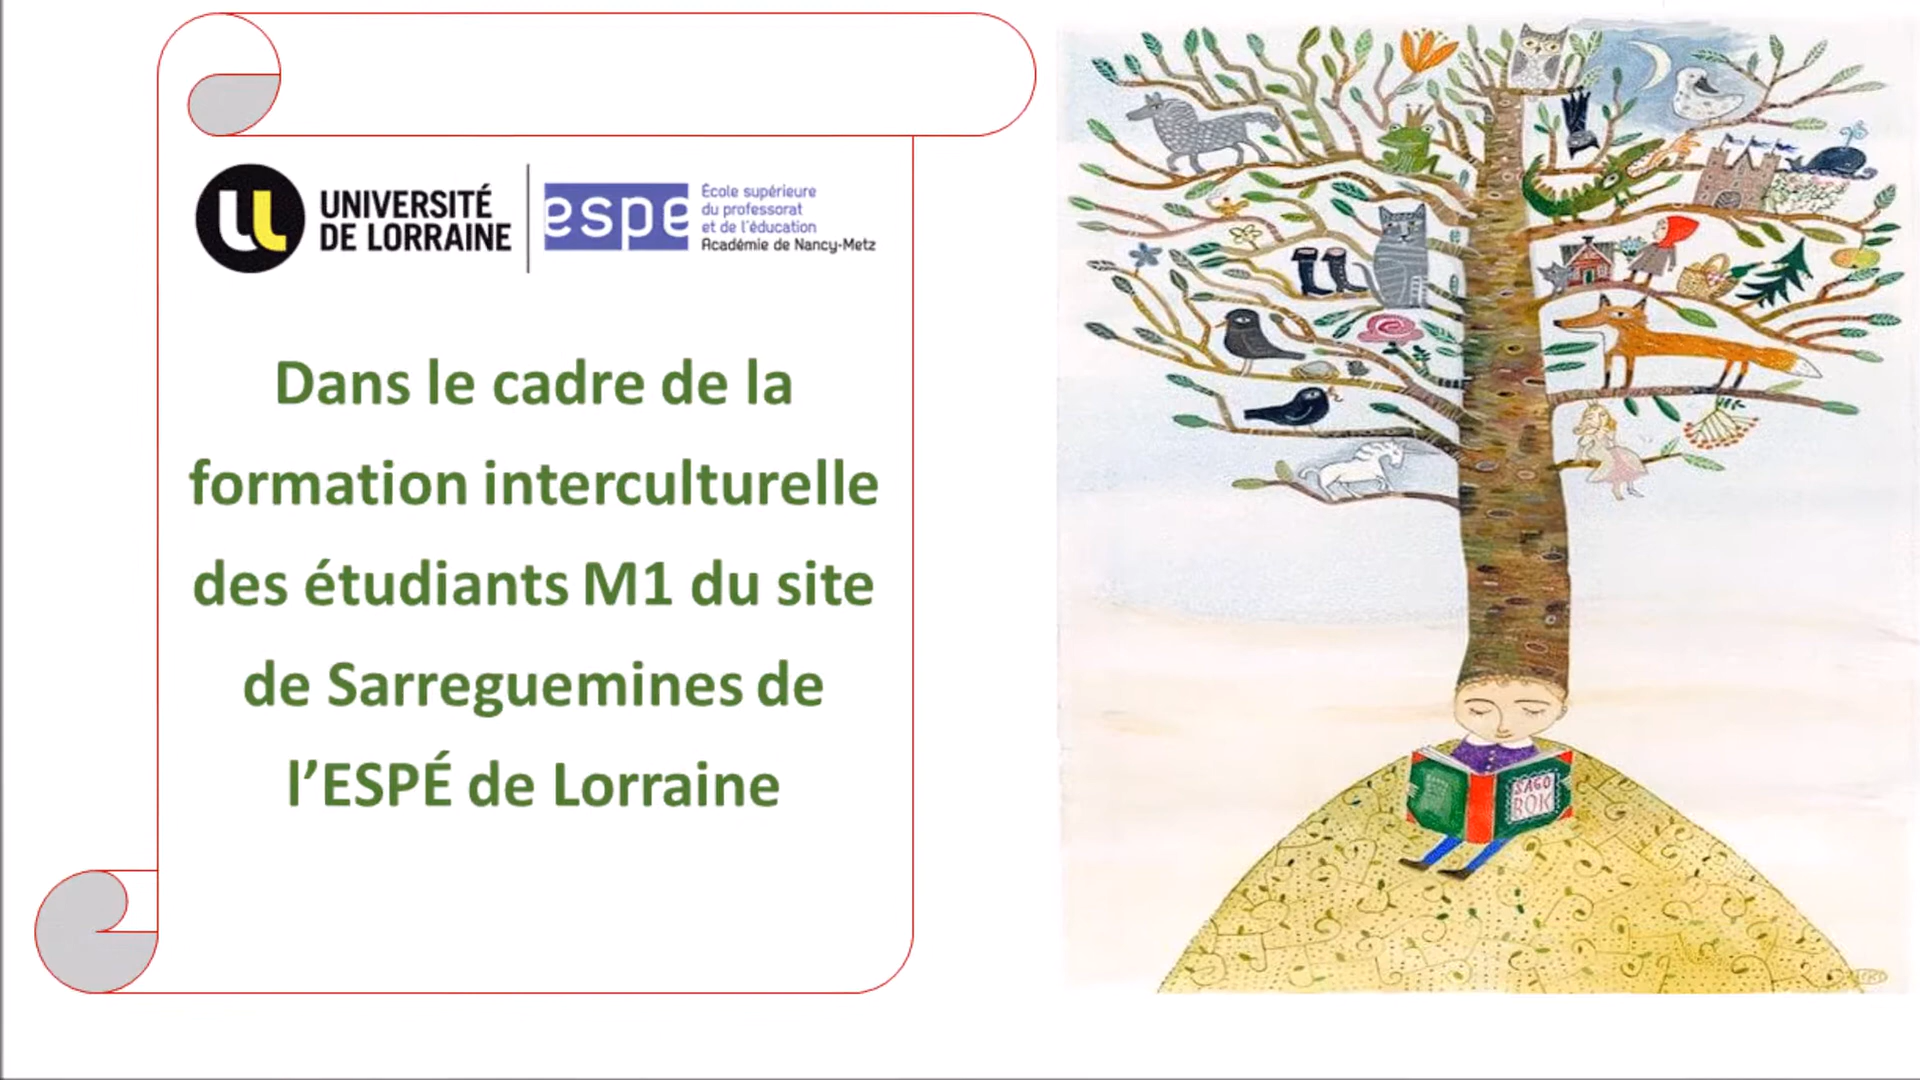 UNIVERSITÉ
DE LORRAINE
espe
École supérieure
du professorat
et de l'éducation
Académie de Nancy-Metz
Dans le cadre de la
formation interculturelle
des étudiants M1 du site
de Sarreguemines de
l’ESPÉ de Lorraine
SAGO
BOK